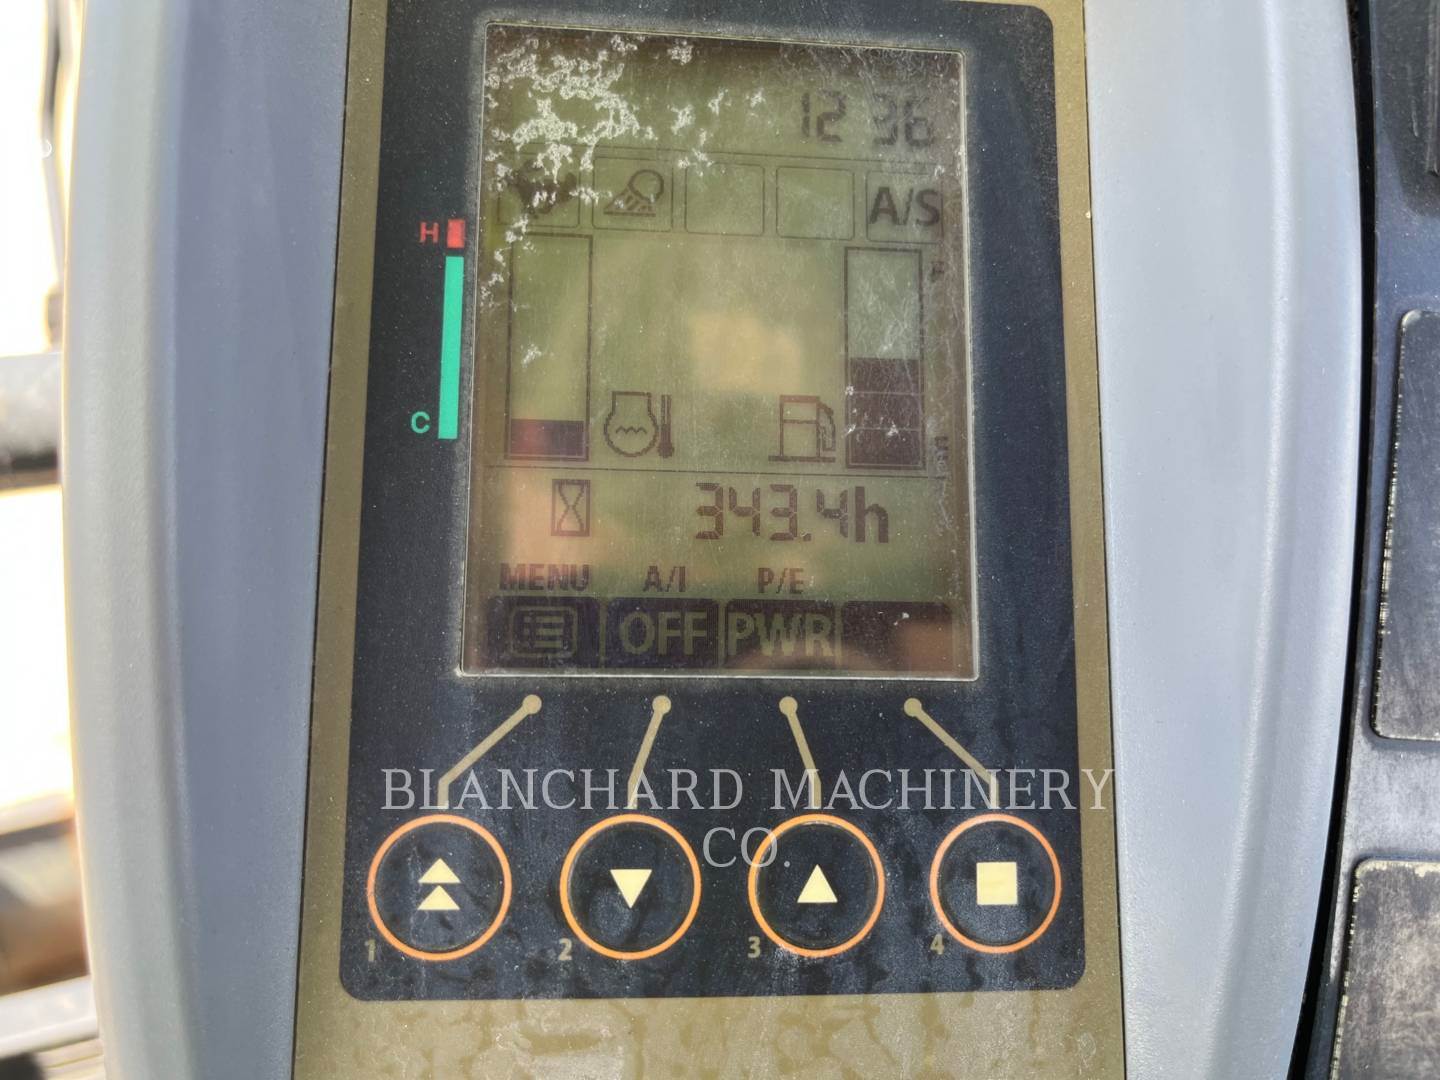 12 36
A/S
H
F
C
343.4h
MENU A/I P/E
OFF PWR
BLANCHARD MACHINERY
CO.
1 2 3 4